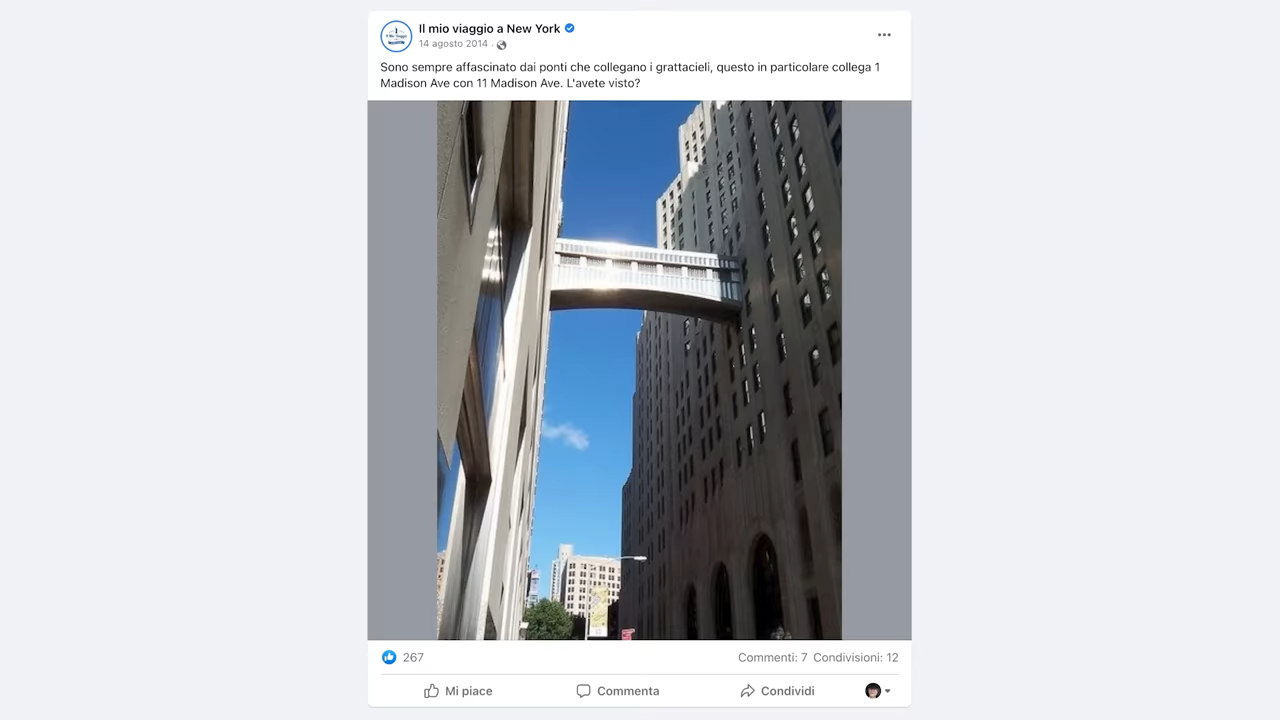 Il mio viaggio a New York
14 agosto 2014 ·
Sono sempre affascinato dai ponti che collegano i grattacieli, questo in particolare collega 1
Madison Ave con 11 Madison Ave. L'avete visto?
267
Commenti: 7 Condivisioni: 12
Mi piace
Commenta
Condividi